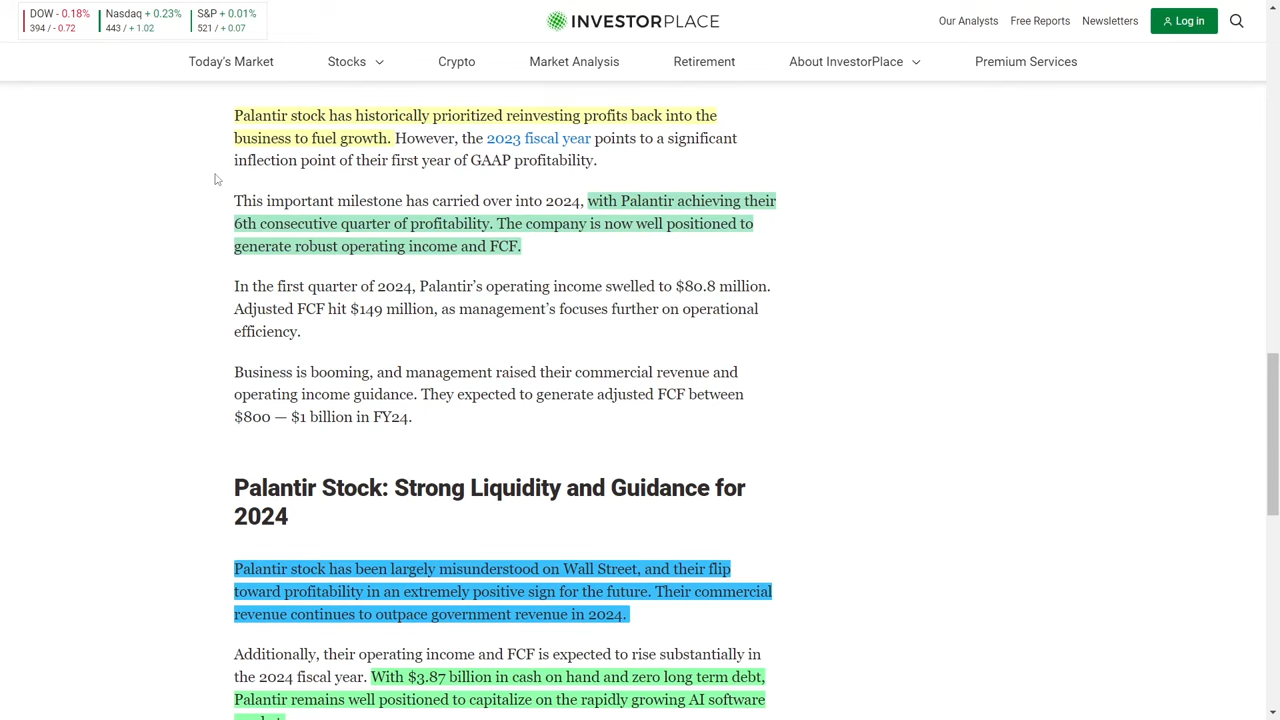 DOW - 0.18% Nasdaq + 0.23% S&P + 0.01%
394 / - 0.72 443 / + 1.02 521 / + 0.07
INVESTORPLACE
Our Analysts Free Reports Newsletters Log in
Today's Market Stocks Crypto Market Analysis Retirement About InvestorPlace Premium Services
Palantir stock has historically prioritized reinvesting profits back into the
business to fuel growth. However, the 2023 fiscal year points to a significant
inflection point of their first year of GAAP profitability.
This important milestone has carried over into 2024, with Palantir achieving their
6th consecutive quarter of profitability. The company is now well positioned to
generate robust operating income and FCF.
In the first quarter of 2024, Palantir’s operating income swelled to $80.8 million.
Adjusted FCF hit $149 million, as management’s focuses further on operational
efficiency.
Business is booming, and management raised their commercial revenue and
operating income guidance. They expected to generate adjusted FCF between
$800 — $1 billion in FY24.
Palantir Stock: Strong Liquidity and Guidance for
2024
Palantir stock has been largely misunderstood on Wall Street, and their flip
toward profitability in an extremely positive sign for the future. Their commercial
revenue continues to outpace government revenue in 2024.
Additionally, their operating income and FCF is expected to rise substantially in
the 2024 fiscal year. With $3.87 billion in cash on hand and zero long term debt,
Palantir remains well positioned to capitalize on the rapidly growing AI software